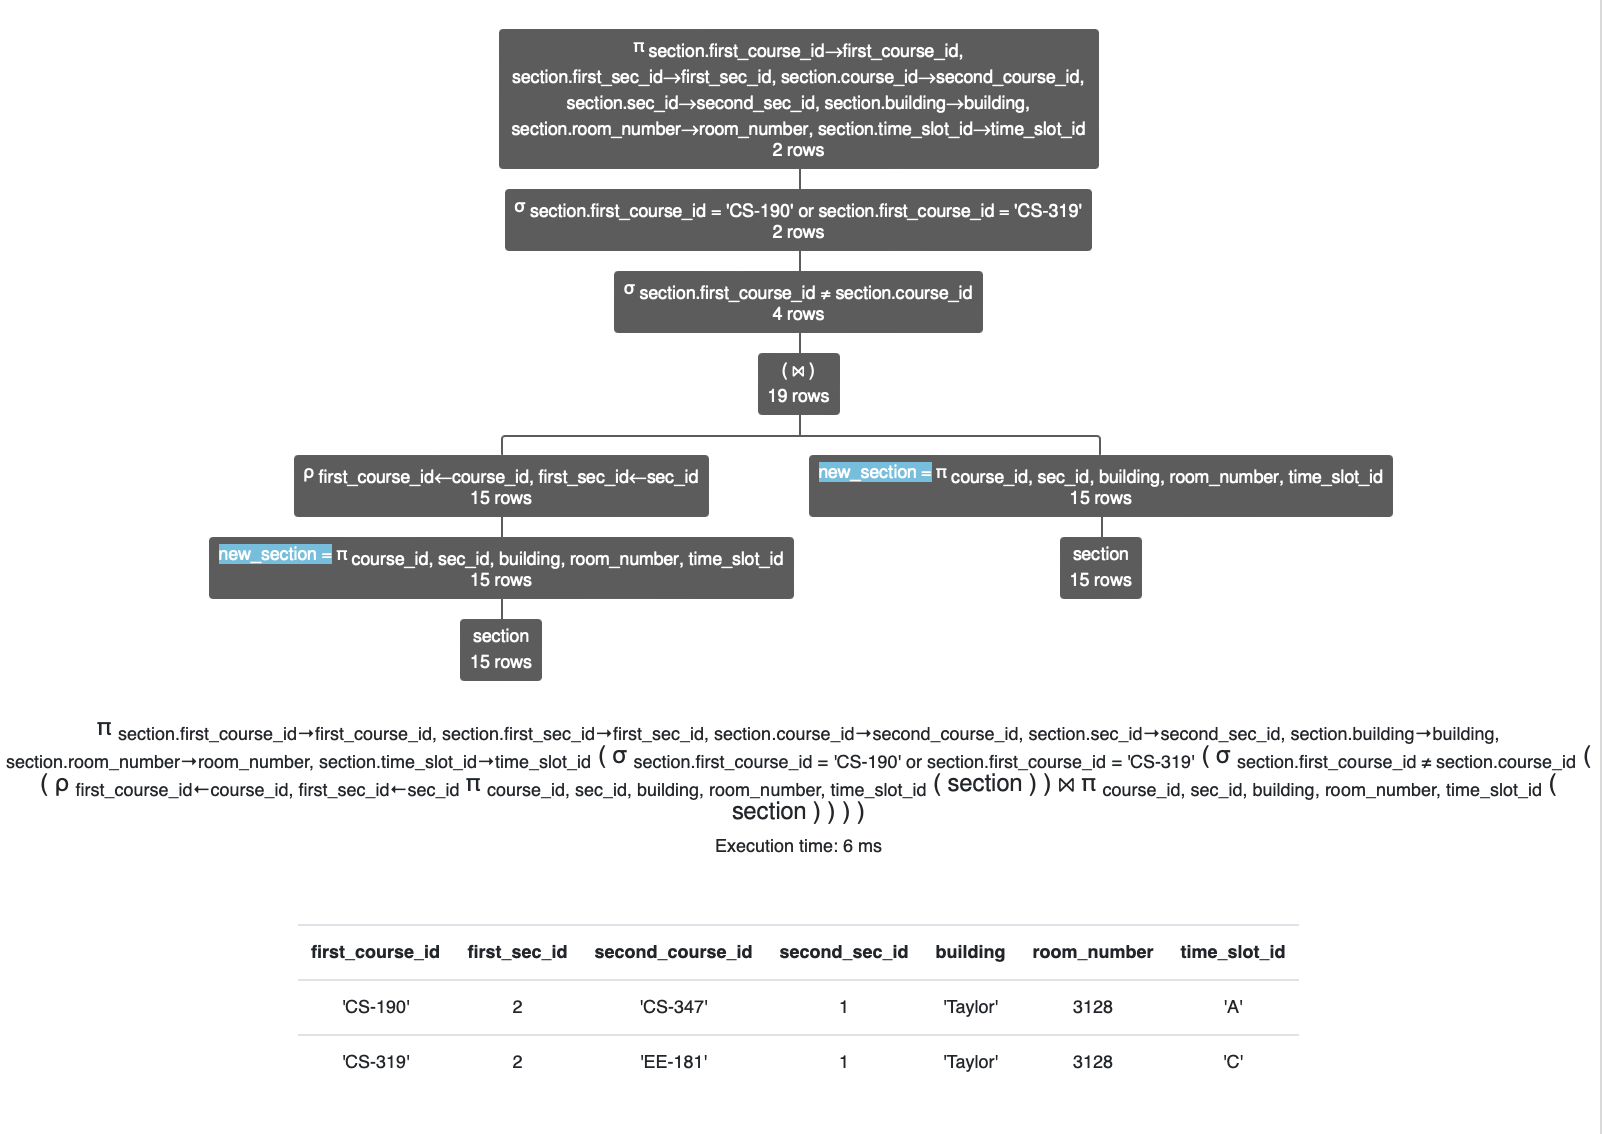 π section.first_course_id→first_course_id,
section.first_sec_id→first_sec_id, section.course_id→second_course_id,
section.sec_id→second_sec_id, section.building→building,
section.room_number→room_number, section.time_slot_id→time_slot_id
2 rows
σ section.first_course_id = 'CS-190' or section.first_course_id = 'CS-319'
2 rows
σ section.first_course_id ≠ section.course_id
4 rows
( ⋈ )
19 rows
ρ first_course_id←course_id, first_sec_id←sec_id
15 rows
new_section = π course_id, sec_id, building, room_number, time_slot_id
15 rows
new_section = π course_id, sec_id, building, room_number, time_slot_id
15 rows
section
15 rows
section
15 rows
π section.first_course_id→first_course_id, section.first_sec_id→first_sec_id, section.course_id→second_course_id, section.sec_id→second_sec_id, section.building→building,
section.room_number→room_number, section.time_slot_id→time_slot_id ( σ section.first_course_id = 'CS-190' or section.first_course_id = 'CS-319' ( σ section.first_course_id ≠ section.course_id (
( ρ first_course_id←course_id, first_sec_id←sec_id π course_id, sec_id, building, room_number, time_slot_id ( section ) ) ⋈ π course_id, sec_id, building, room_number, time_slot_id (
section ) ) ) )
Execution time: 6 ms
first_course_id first_sec_id second_course_id second_sec_id building room_number time_slot_id
'CS-190' 2 'CS-347' 1 'Taylor' 3128 'A'
'CS-319' 2 'EE-181' 1 'Taylor' 3128 'C'